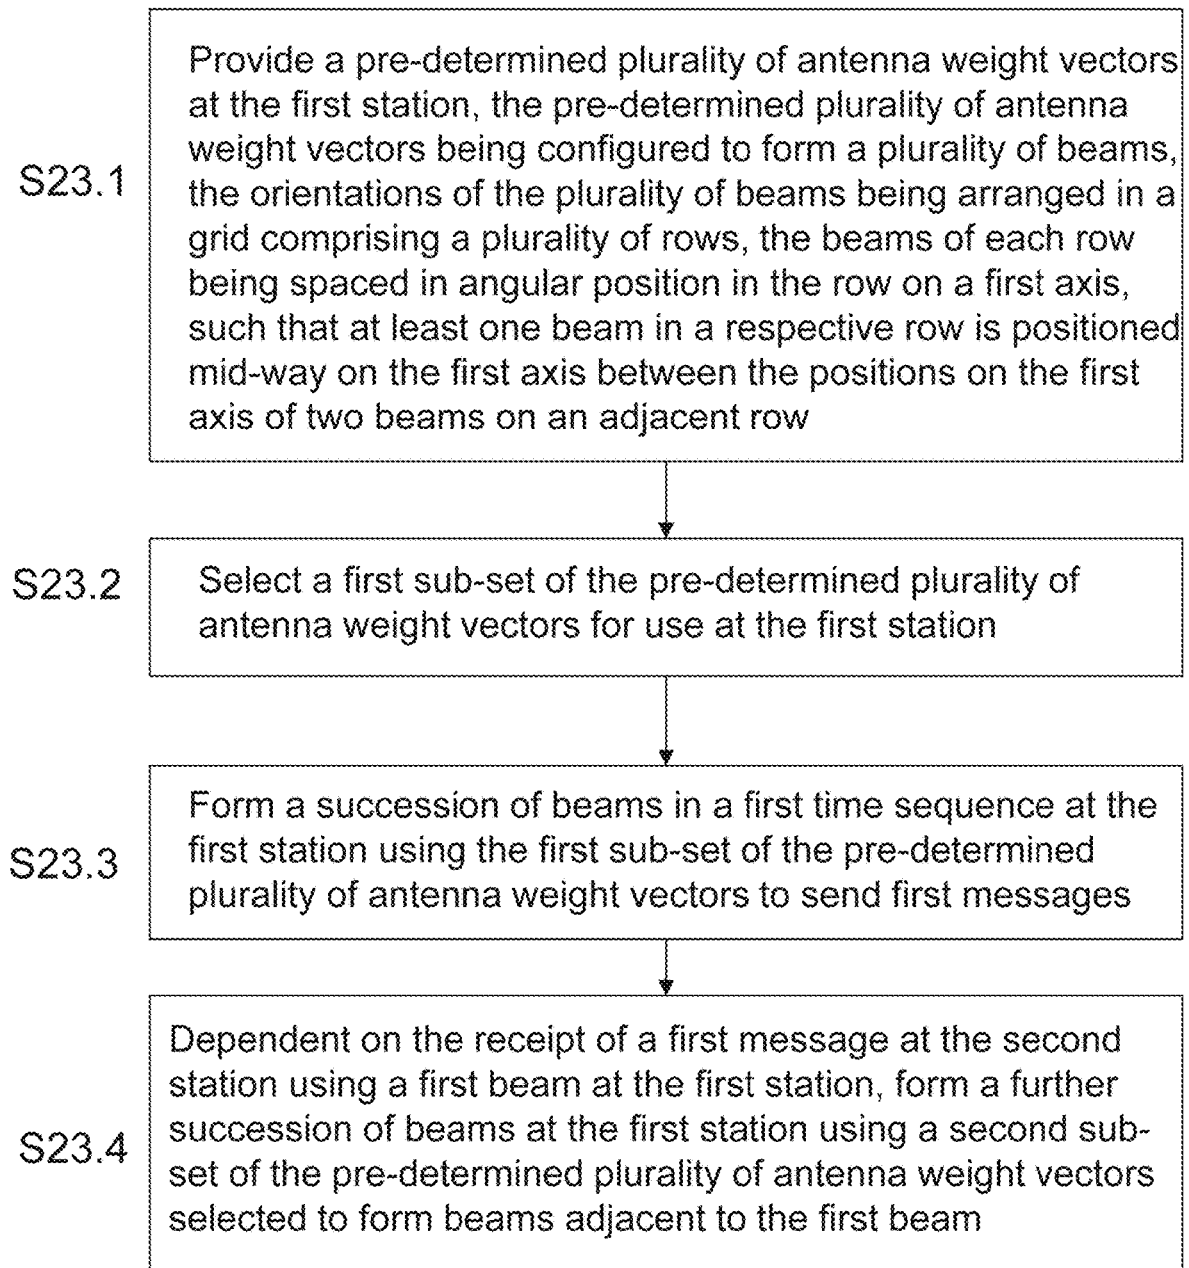 S23.1
Provide a pre-determined plurality of antenna weight vectors
at the first station, the pre-determined plurality of antenna
weight vectors being configured to form a plurality of beams,
the orientations of the plurality of beams being arranged in a
grid comprising a plurality of rows, the beams of each row
being spaced in angular position in the row on a first axis,
such that at least one beam in a respective row is positioned
mid-way on the first axis between the positions on the first
axis of two beams on an adjacent row
S23.2
Select a first sub-set of the pre-determined plurality of
antenna weight vectors for use at the first station
S23.3
Form a succession of beams in a first time sequence at the
first station using the first sub-set of the pre-determined
plurality of antenna weight vectors to send first messages
S23.4
Dependent on the receipt of a first message at the second
station using a first beam at the first station, form a further
succession of beams at the first station using a second sub-
set of the pre-determined plurality of antenna weight vectors
selected to form beams adjacent to the first beam